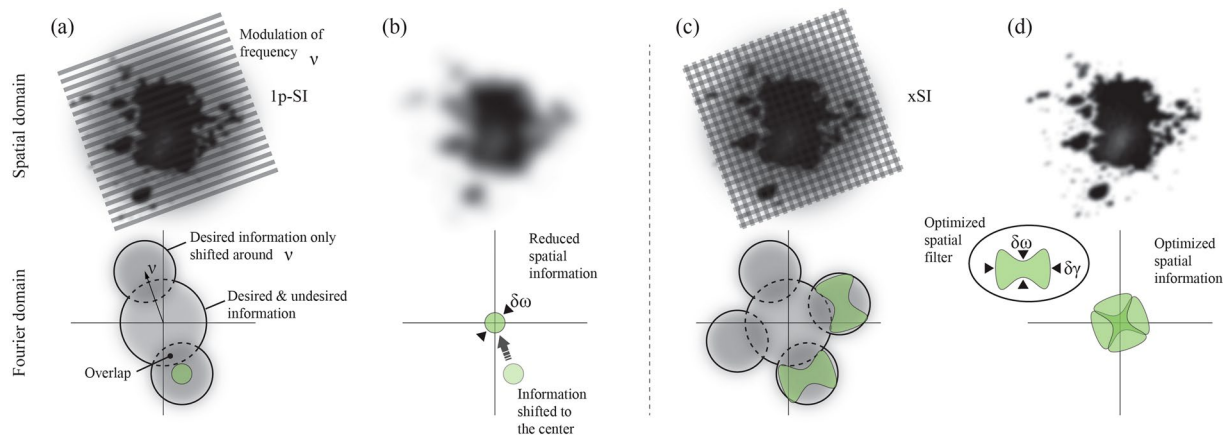 (a)
Modulation of
frequency ν
1p-SI
(b)
(c)
xSI
(d)
Spatial domain
Fourier domain
Desired information only
shifted around ν
ν
Desired & undesired
information
Overlap
Reduced
spatial
information
δω
Information
shifted to
the center
Optimized
spatial
filter
δω
δγ
Optimized
spatial
information